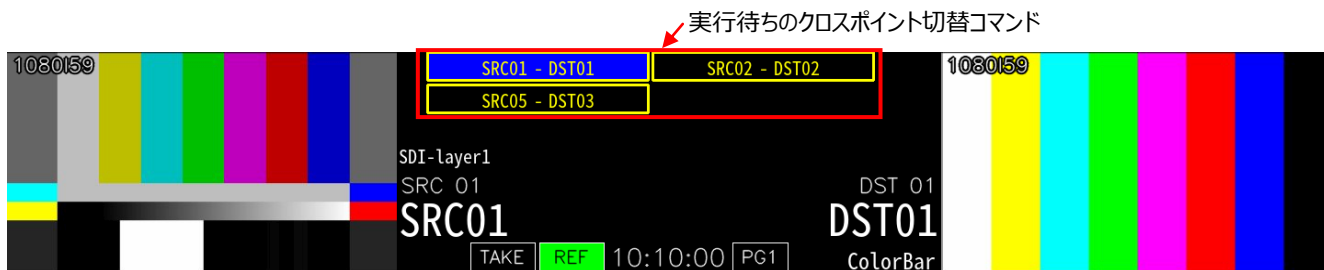 実行待ちのクロスポイント切替コマンド
1080I59
SRC01 - DST01
SRC02 - DST02
1080I59
SRC05 - DST03
SDI-layer1
SRC 01
DST 01
SRC01
DST01
TAKE REF 10:10:00 PG1
ColorBar